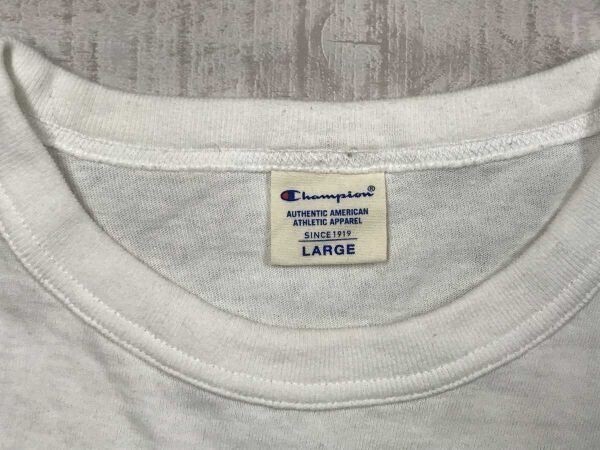 Champion®
AUTHENTIC AMERICAN
ATHLETIC APPAREL
SINCE 1919
LARGE